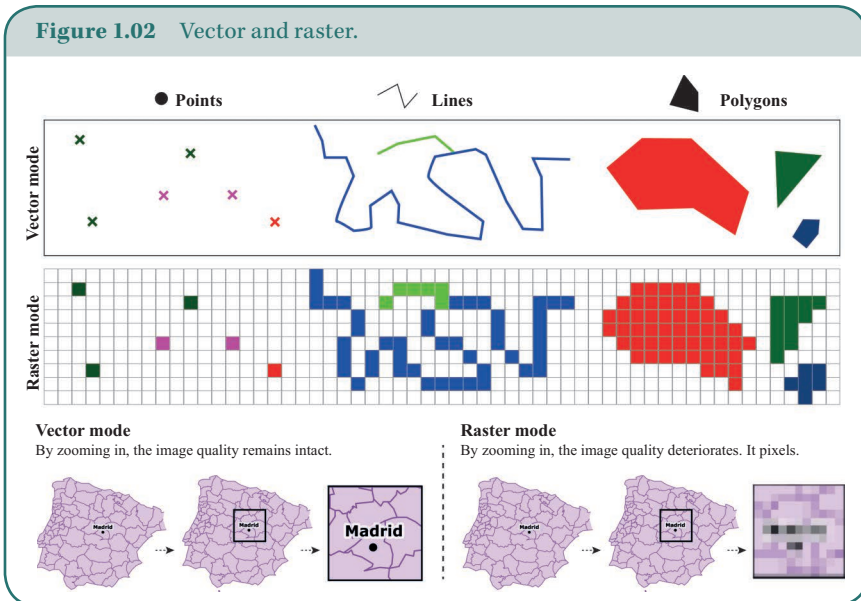 Figure 1.02 Vector and raster.
Points
Lines
Polygons
Vector mode
Raster mode
Vector mode
By zooming in, the image quality remains intact.
Madrid
Madrid
Madrid
Raster mode
By zooming in, the image quality deteriorates. It pixels.
Madrid
Madrid